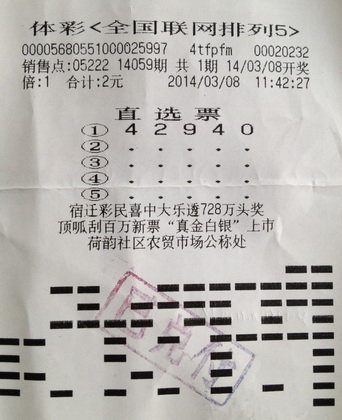 体彩<全国联网排列5>
00005680551000025997 4tfpfm 00020232
销售点:05222 14059期 共1期 14/03/08开奖
倍:1 合计:2元 2014/03/08 11:42:27
直选票
① 4 2 9 4 0
② . . . . .
③ . . . . .
④ . . . . .
⑤ . . . . .
宿迁彩民喜中大乐透728万头奖
顶呱刮百万新票“真金白银”上市
荷韵社区农贸市场公称处
已兑付